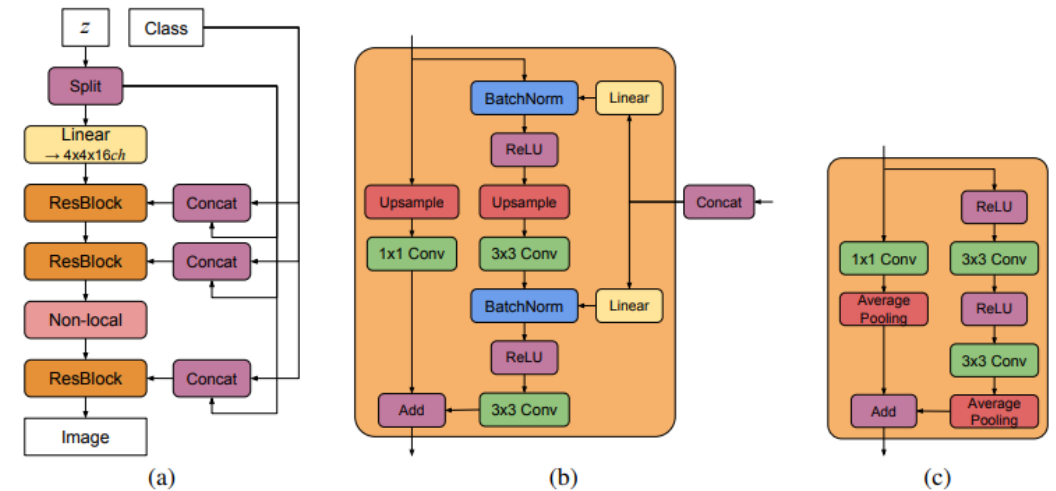 z
Class
Split
Linear
→ 4x4x16ch
ResBlock
Concat
ResBlock
Concat
Non-local
ResBlock
Concat
Image
(a)
BatchNorm
Linear
ReLU
Upsample
Upsample
Concat
1x1 Conv
3x3 Conv
BatchNorm
Linear
ReLU
Add
3x3 Conv
(b)
ReLU
1x1 Conv
3x3 Conv
Average
Pooling
ReLU
3x3 Conv
Add
Average
Pooling
(c)